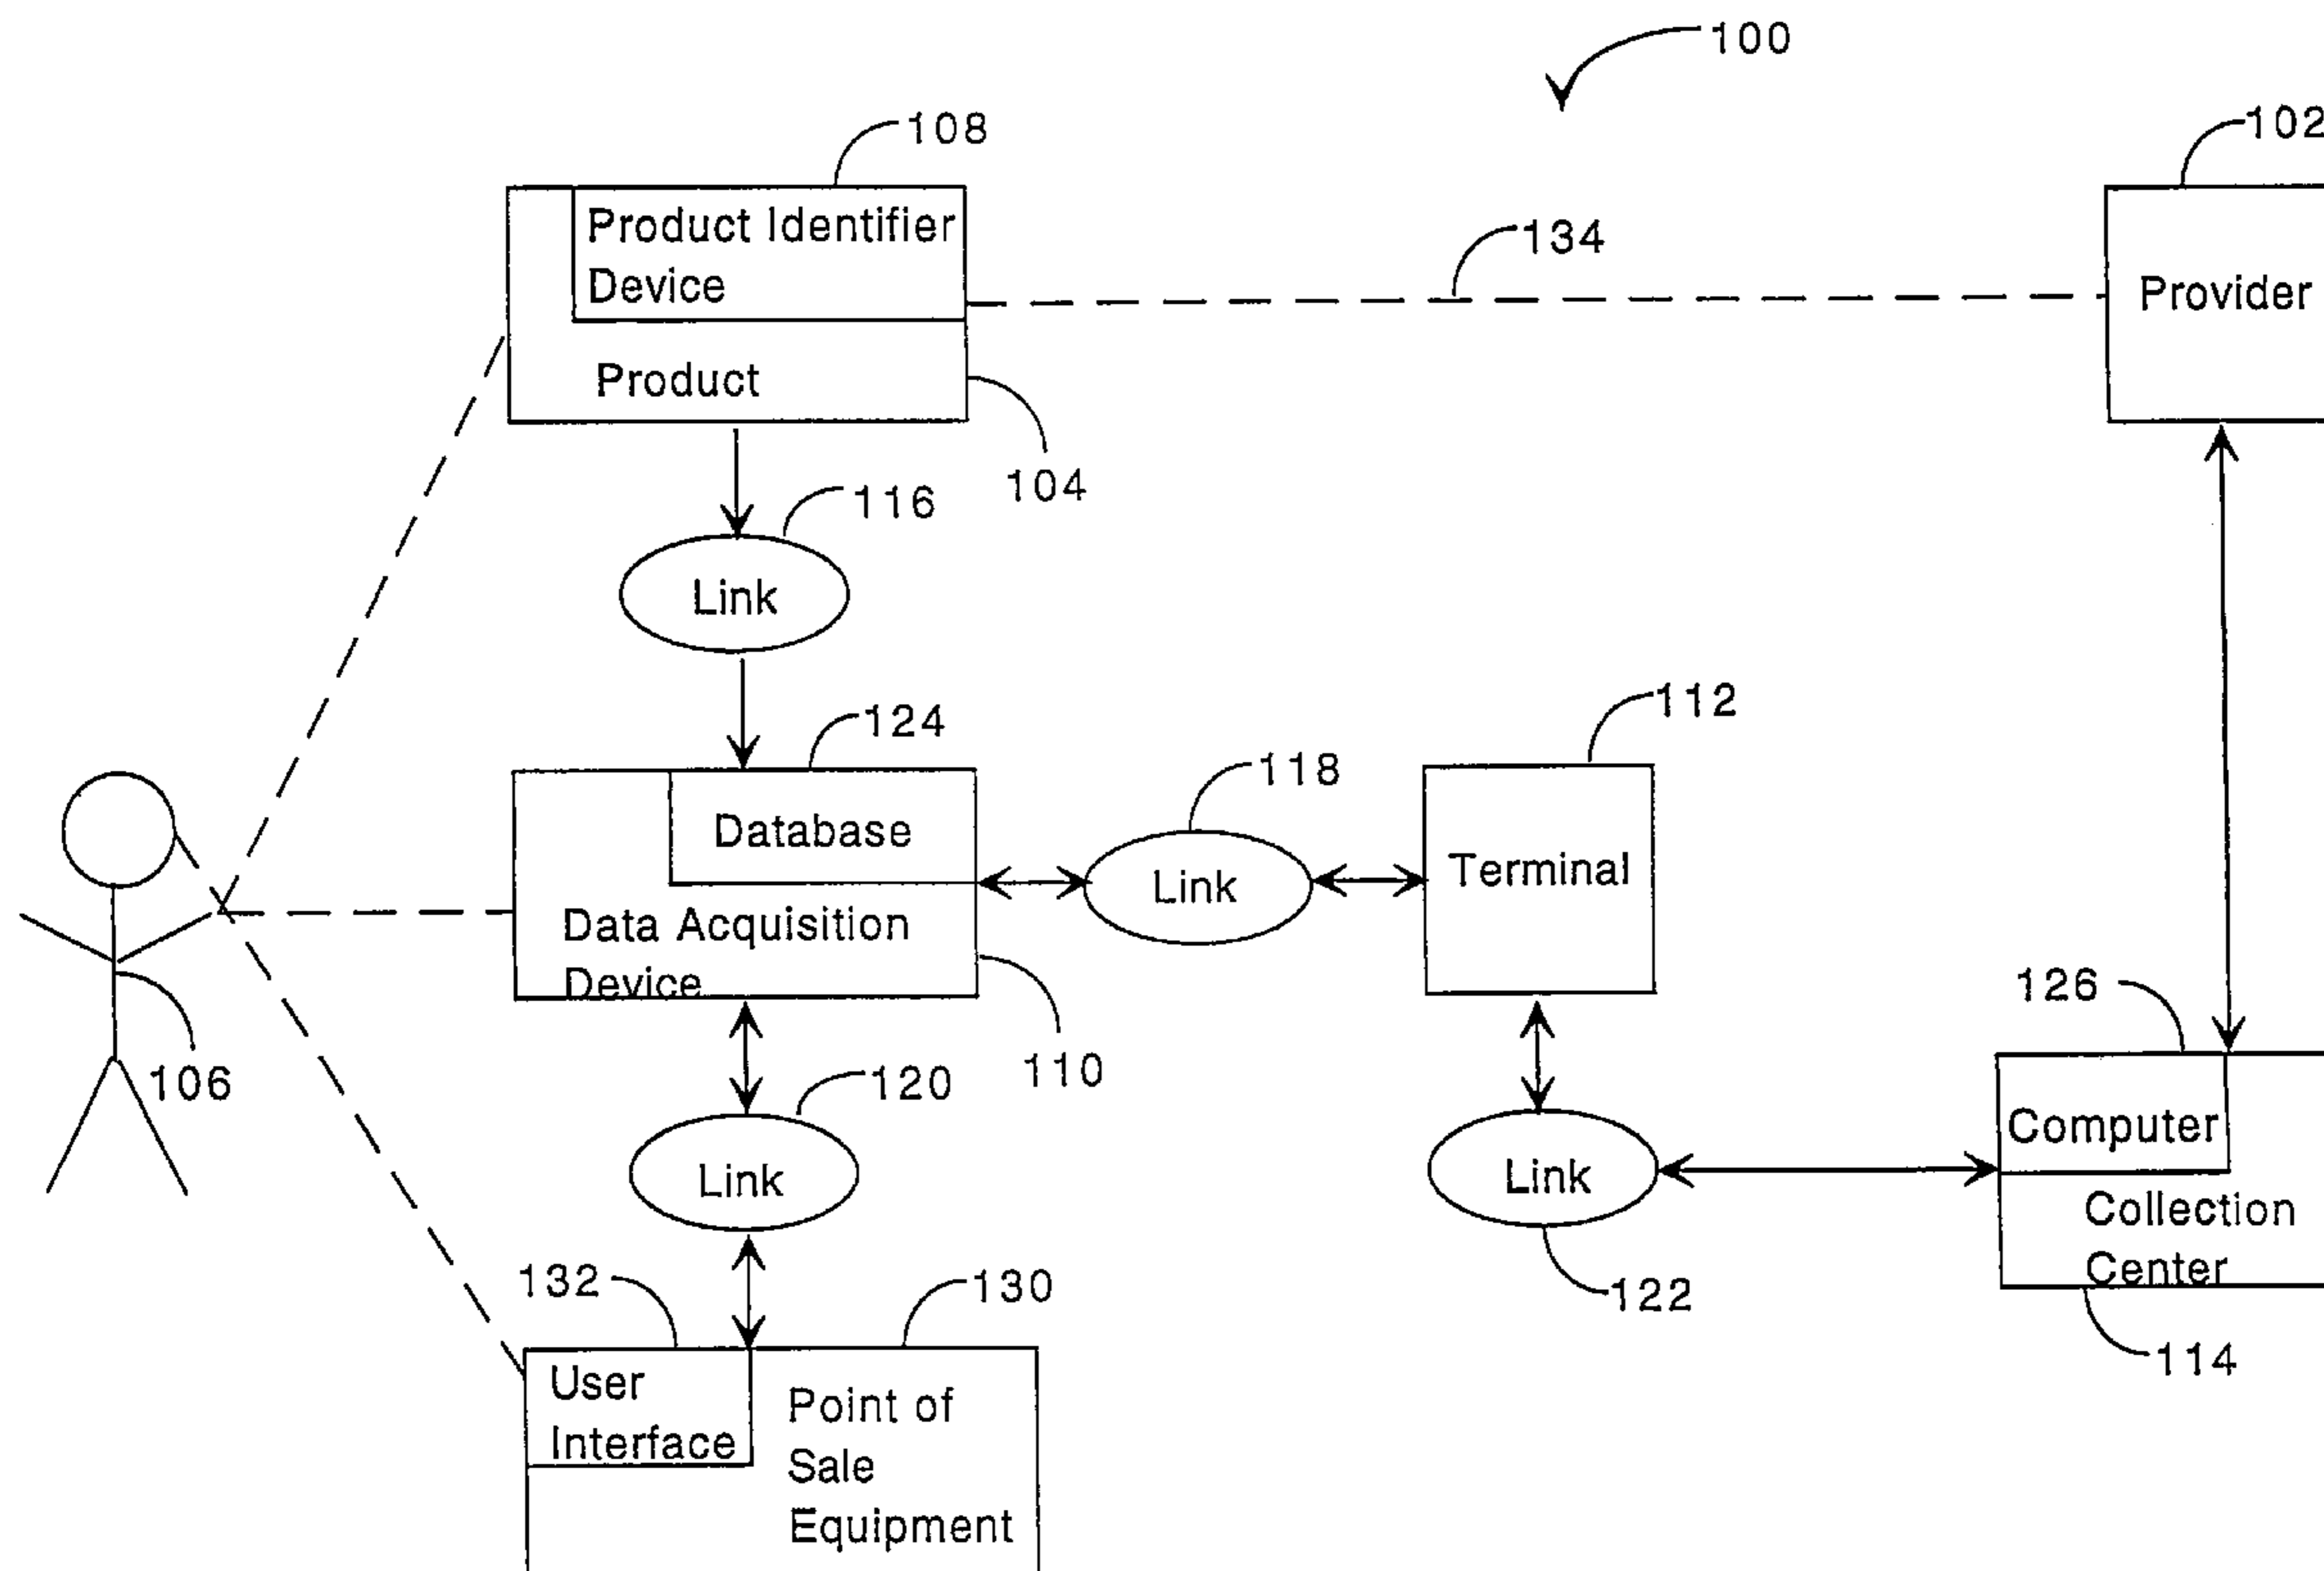 100
108
102
Product Identifier
Device
134
Provider
Product
104
116
Link
124
112
118
Database
Terminal
Link
Data Acquisition
Device
126
106
110
120
Computer
Link
Link
Collection
Center
132
130
122
114
User
Interface
Point of
Sale
Equipment